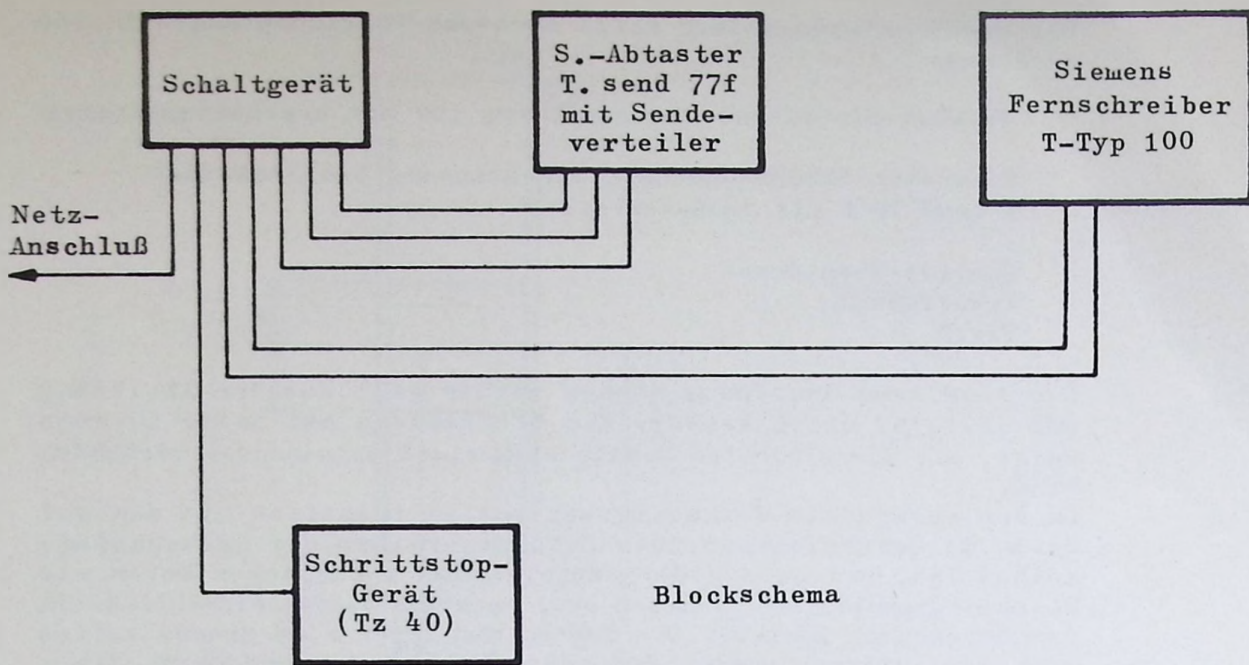 Schaltgerät
S.-Abtaster
T. send 77f
mit Sende-
verteiler
Siemens
Fernschreiber
T-Typ 100
Netz-
Anschluß
Schrittstop-
Gerät
(Tz 40)
Blockschema